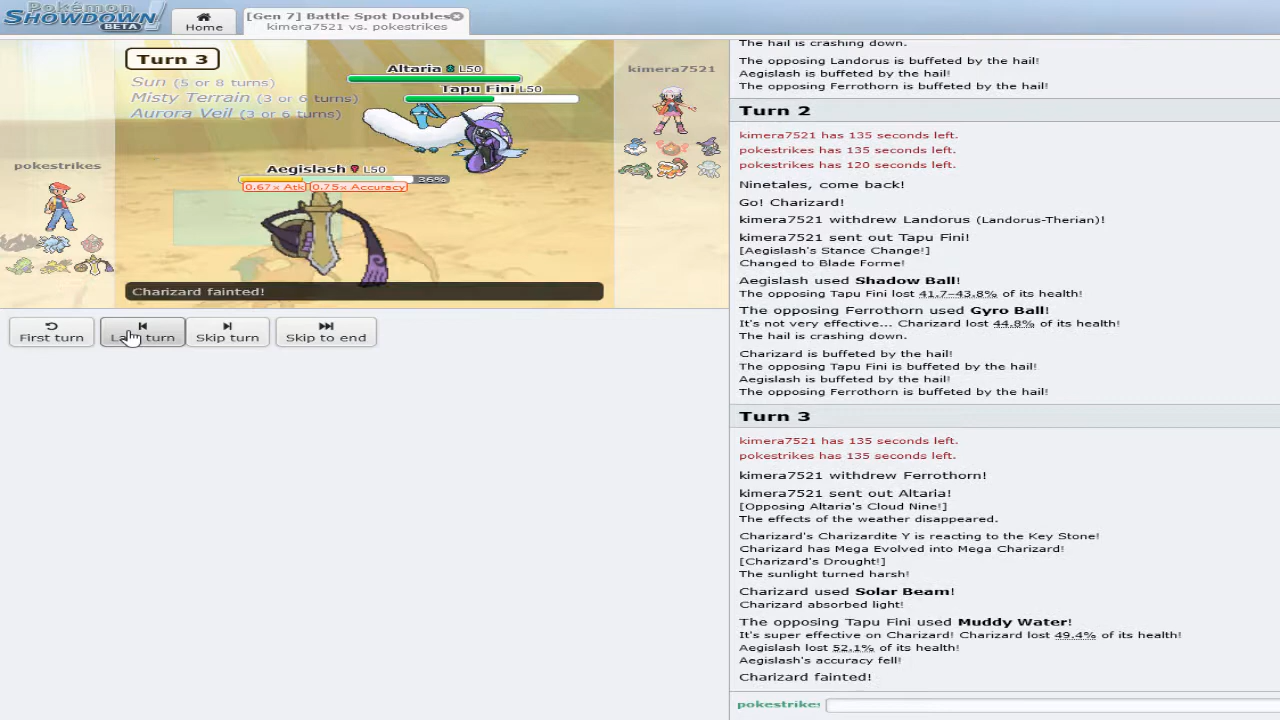 Pokémon
SHOWDOWN
BETA
Home
[Gen 7] Battle Spot Doubles
kimera7521 vs. pokestrikes
Turn 3
Sun (5 or 8 turns)
Misty Terrain (3 or 6 turns)
Aurora Veil (3 or 6 turns)
Altaria L50
Tapu Fini L50
kimera7521
pokestrikes
Aegislash L50
36%
0.67× Atk 0.75× Accuracy
Charizard fainted!
First turn
turn
Skip turn
Skip to end
The hail is crashing down.
The opposing Landorus is buffeted by the hail!
Aegislash is buffeted by the hail!
The opposing Ferrothorn is buffeted by the hail!
Turn 2
kimera7521 has 135 seconds left.
pokestrikes has 135 seconds left.
pokestrikes has 120 seconds left.
Ninetales, come back!
Go! Charizard!
kimera7521 withdrew Landorus (Landorus-Therian)!
kimera7521 sent out Tapu Fini!
[Aegislash's Stance Change!]
Changed to Blade Forme!
Aegislash used Shadow Ball!
The opposing Tapu Fini lost 41.7–43.8% of its health!
The opposing Ferrothorn used Gyro Ball!
It's not very effective... Charizard lost 44.8% of its health!
The hail is crashing down.
Charizard is buffeted by the hail!
The opposing Tapu Fini is buffeted by the hail!
Aegislash is buffeted by the hail!
The opposing Ferrothorn is buffeted by the hail!
Turn 3
kimera7521 has 135 seconds left.
pokestrikes has 135 seconds left.
kimera7521 withdrew Ferrothorn!
kimera7521 sent out Altaria!
[Opposing Altaria's Cloud Nine!]
The effects of the weather disappeared.
Charizard's Charizardite Y is reacting to the Key Stone!
Charizard has Mega Evolved into Mega Charizard!
[Charizard's Drought!]
The sunlight turned harsh!
Charizard used Solar Beam!
Charizard absorbed light!
The opposing Tapu Fini used Muddy Water!
It's super effective on Charizard! Charizard lost 49.4% of its health!
Aegislash lost 52.1% of its health!
Aegislash's accuracy fell!
Charizard fainted!
pokestrikes: